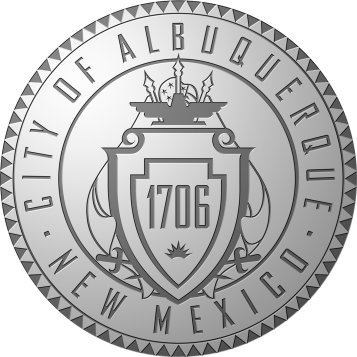 CITY OF ALBUQUERQUE
1706
· NEW MEXICO ·